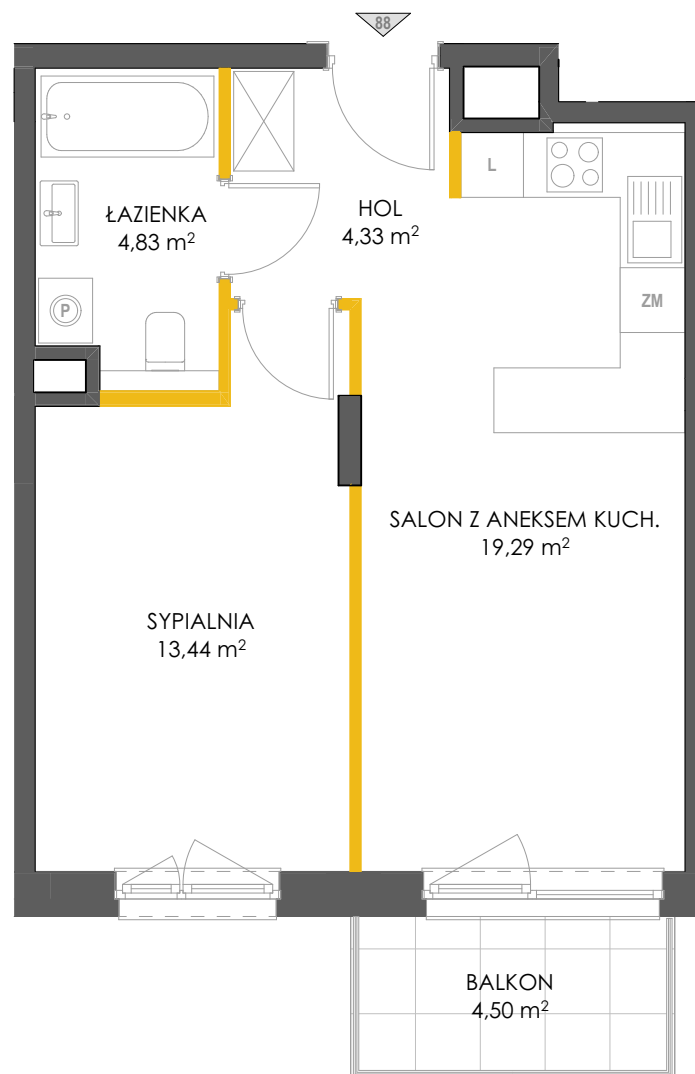 88
L
ŁAZIENKA
4,83 m²
HOL
4,33 m²
ZM
P
SALON Z ANEKSEM KUCH.
19,29 m²
SYPIALNIA
13,44 m²
BALKON
4,50 m²